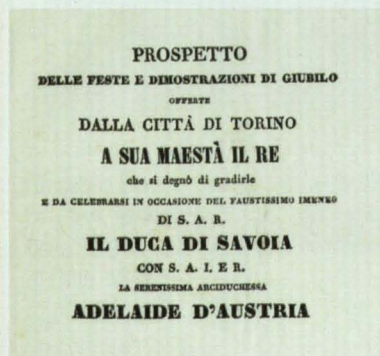 PROSPETTO
DELLE FESTE E DIMOSTRAZIONI DI GIUBILO
OFFERTE
DALLA CITTÀ DI TORINO
A SUA MAESTÀ IL RE
che si degnò di gradirle
E DA CELEBRARSI IN OCCASIONE DEL FAUSTISSIMO IMENEO
DI S. A. R.
IL DUCA DI SAVOIA
CON S. A. I. E R.
LA SERENISSIMA ARCIDUCHESSA
ADELAIDE D'AUSTRIA